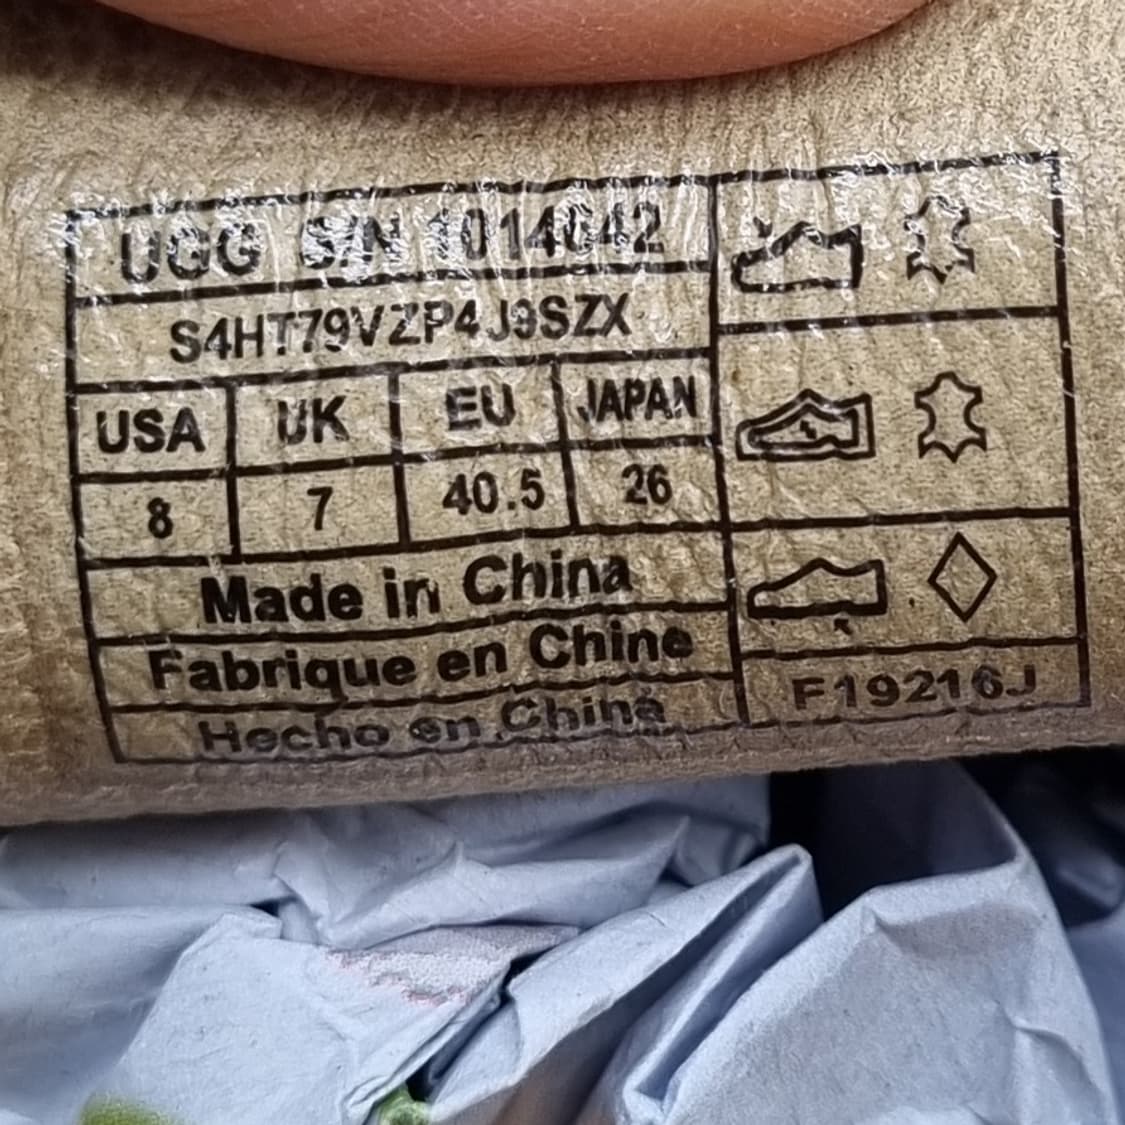 UGG S/N 1014642
S4HT79VZP4J9SZX
USA UK EU JAPAN
8 7 40.5 26
Made in China
Fabrique en Chine
Hecho en China
F19216J